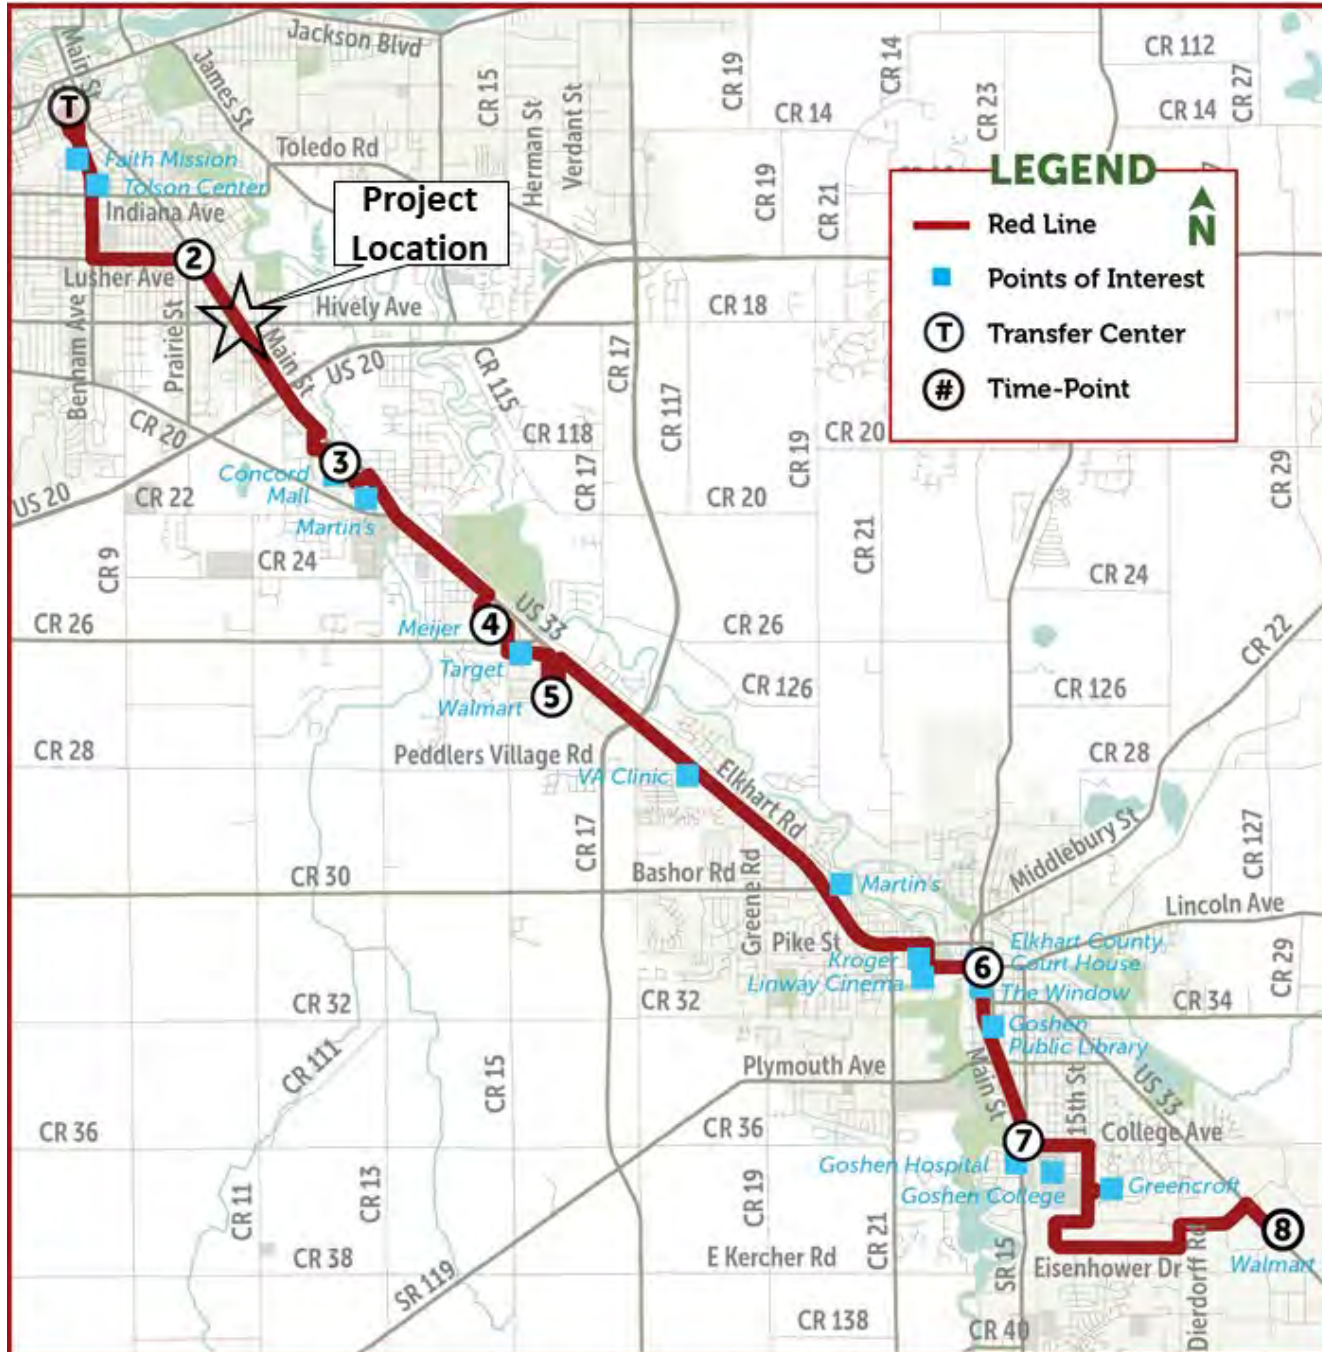 Main St
Jackson Blvd
James St
CR 15
Herman St
Verdant St
CR 19
CR 14
CR 14
CR 23
CR 112
CR 27
CR 14
T
Faith Mission
Tolson Center
Toledo Rd
Indiana Ave
Project
Location
CR 19
CR 21
LEGEND
N
Red Line
Points of Interest
T
Transfer Center
#
Time-Point
2
Lusher Ave
Hively Ave
CR 18
Benham Ave
Prairie St
Main St
US 20
CR 115
CR 17
CR 117
CR 20
CR 118
CR 19
CR 20
CR 29
3
Concord
Mall
Martin's
US 20
CR 22
CR 17
CR 20
CR 21
CR 9
CR 24
CR 24
CR 26
Meijer
4
US 33
CR 26
CR 22
Target
Walmart
5
CR 126
CR 126
CR 28
Peddlers Village Rd
VA Clinic
Elkhart Rd
CR 28
CR 17
Middlebury St
CR 127
CR 30
Bashor Rd
Greene Rd
Martin's
Lincoln Ave
Pike St
Kroger
Linway Cinema
6
Elkhart County
Court House
The Window
CR 29
CR 32
CR 32
CR 34
Goshen
Public Library
CR 111
CR 15
Plymouth Ave
Main St
15th St
US 33
CR 36
CR 36
7
College Ave
Goshen Hospital
Goshen College
Greencroft
CR 11
CR 13
CR 19
CR 21
8
Walmart
CR 38
SR 119
E Kercher Rd
SR 15
Eisenhower Dr
Dierdorff Rd
CR 138
CR 40